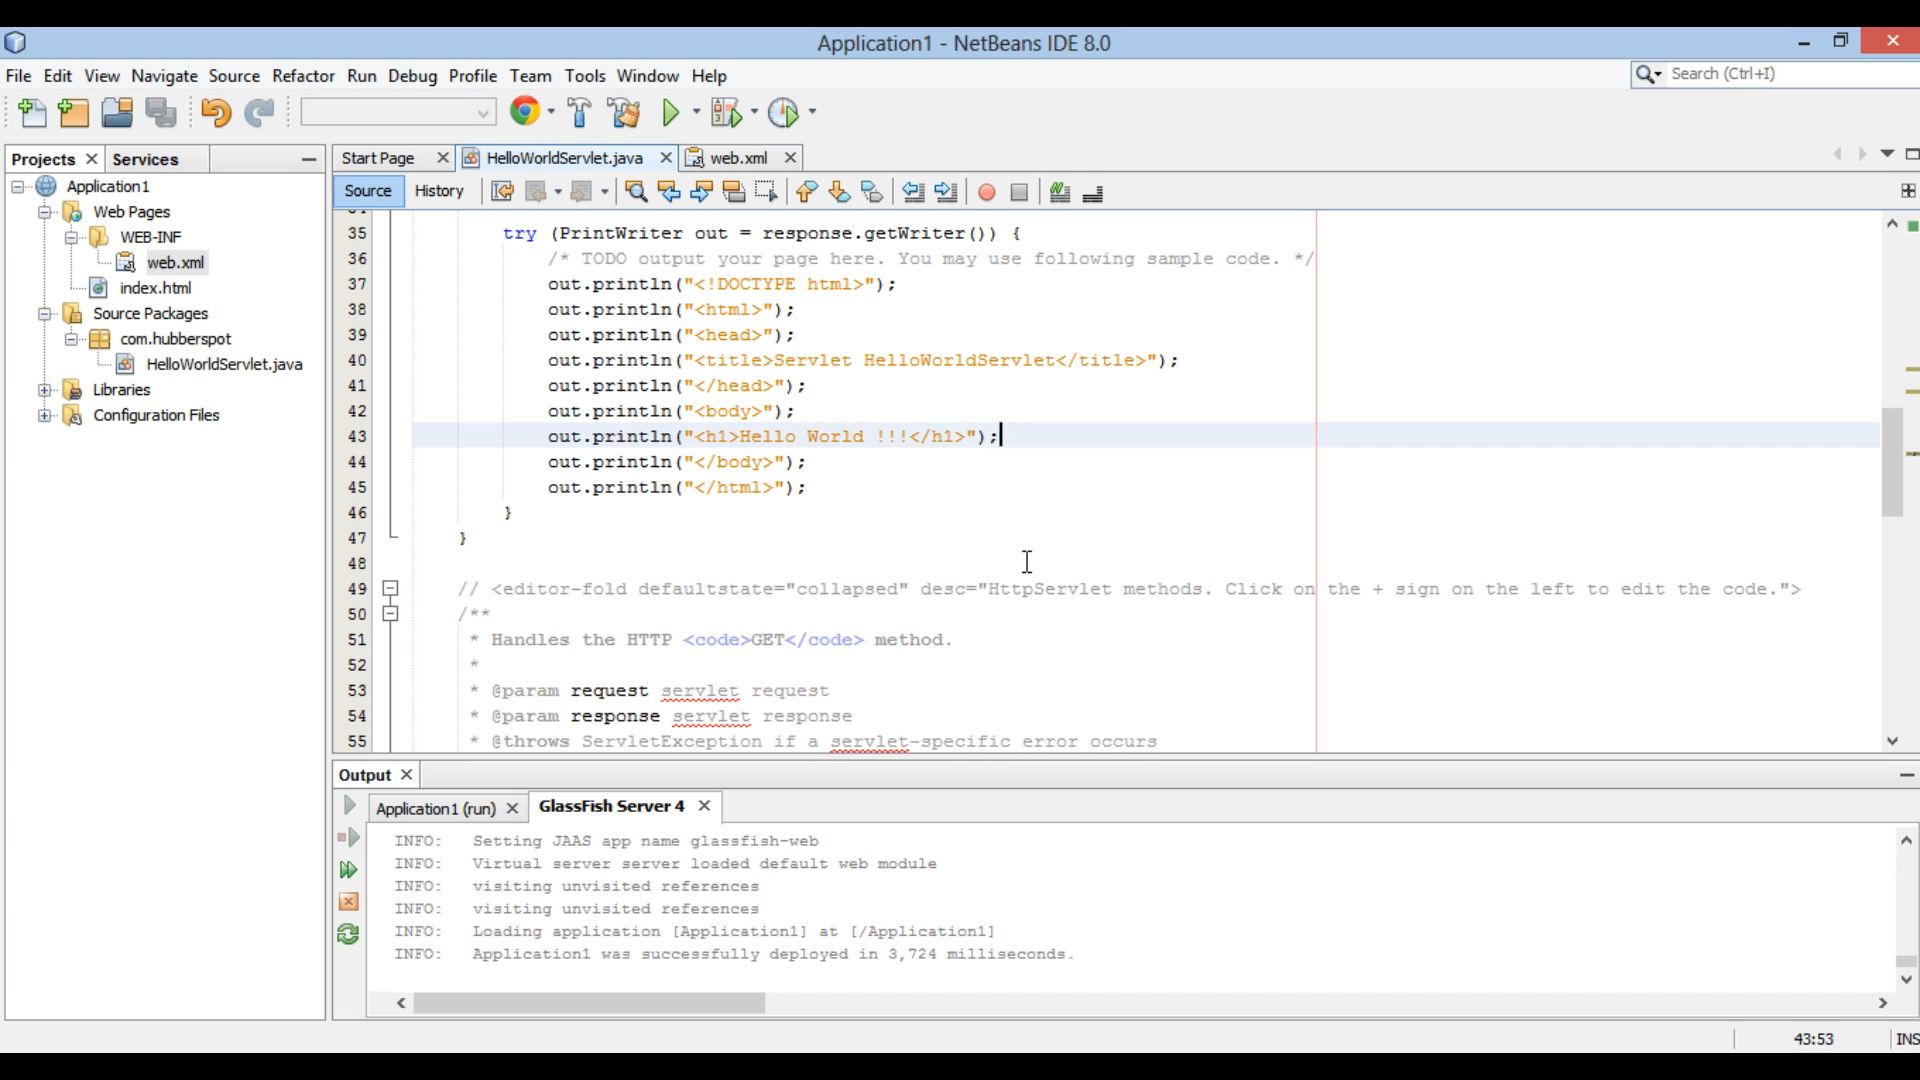 Application1 - NetBeans IDE 8.0
File Edit View Navigate Source Refactor Run Debug Profile Team Tools Window Help
Search (Ctrl+I)
Projects Services
Start Page HelloWorldServlet.java web.xml
Source History
Application1
Web Pages
WEB-INF
web.xml
index.html
Source Packages
com.hubberspot
HelloWorldServlet.java
Libraries
Configuration Files
35 try (PrintWriter out = response.getWriter()) {
36 /* TODO output your page here. You may use following sample code. */
37 out.println("<!DOCTYPE html>");
38 out.println("<html>");
39 out.println("<head>");
40 out.println("<title>Servlet HelloWorldServlet</title>");
41 out.println("</head>");
42 out.println("<body>");
43 out.println("<h1>Hello World !!!</h1>");
44 out.println("</body>");
45 out.println("</html>");
46 }
47 }
48
49 // <editor-fold defaultstate="collapsed" desc="HttpServlet methods. Click on the + sign on the left to edit the code.">
50 /**
51 * Handles the HTTP <code>GET</code> method.
52 *
53 * @param request servlet request
54 * @param response servlet response
55 * @throws ServletException if a servlet-specific error occurs
Output
Application1 (run) GlassFish Server 4
INFO: Setting JAAS app name glassfish-web
INFO: Virtual server server loaded default web module
INFO: visiting unvisited references
INFO: visiting unvisited references
INFO: Loading application [Application1] at [/Application1]
INFO: Application1 was successfully deployed in 3,724 milliseconds.
43:53 INS